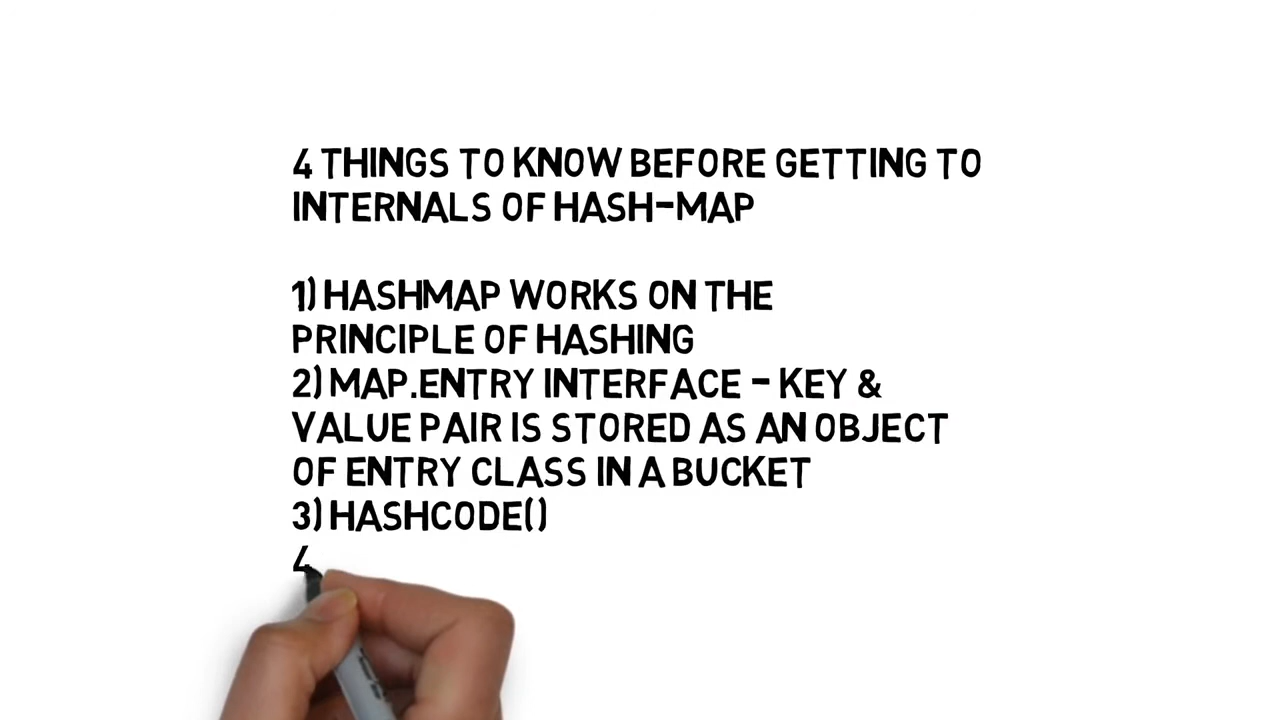 4 THINGS TO KNOW BEFORE GETTING TO
INTERNALS OF HASH-MAP
1) HASHMAP WORKS ON THE
PRINCIPLE OF HASHING
2) MAP.ENTRY INTERFACE - KEY &
VALUE PAIR IS STORED AS AN OBJECT
OF ENTRY CLASS IN A BUCKET
3) HASHCODE()
4